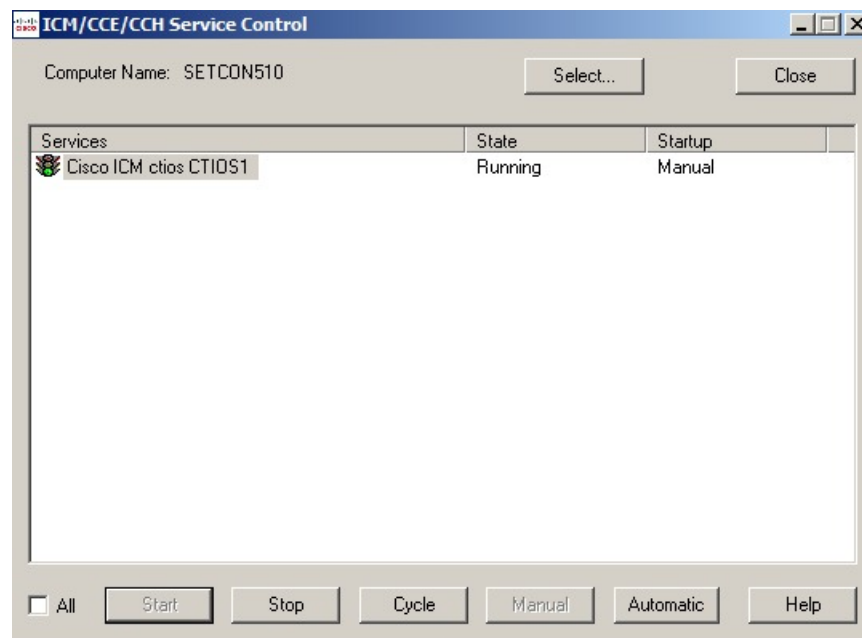 CISCO ICM/CCE/CCH Service Control
Computer Name: SETCON510 Select... Close
Services State Startup
Cisco ICM ctios CTIOS1 Running Manual
All Start Stop Cycle Manual Automatic Help